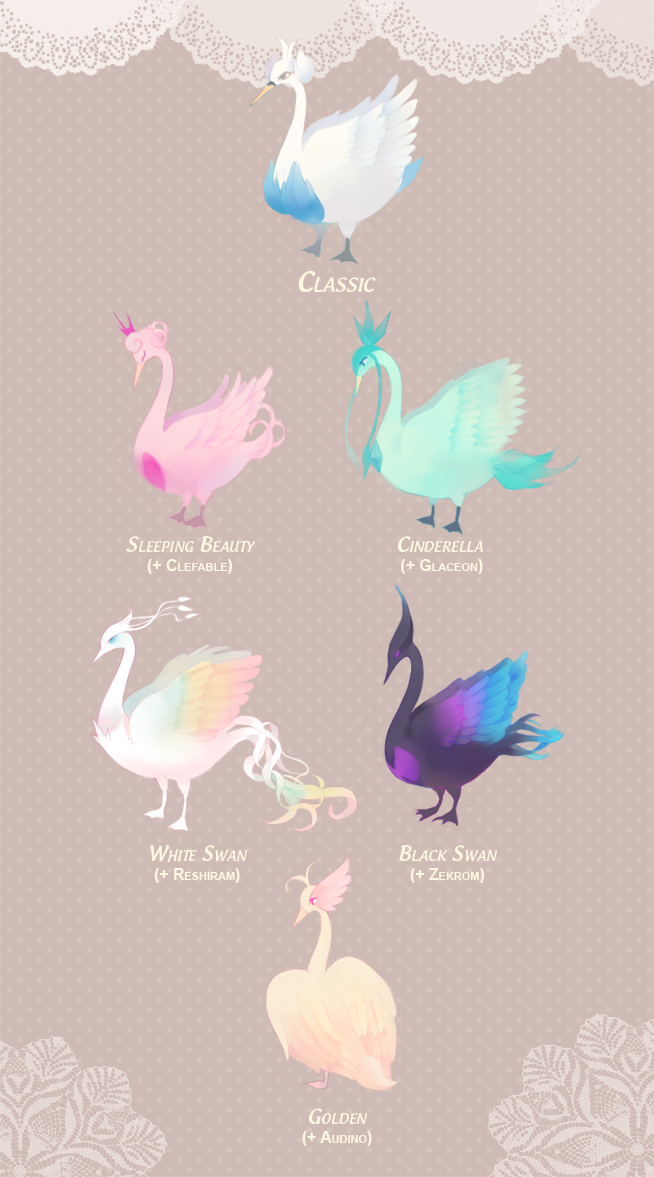 Classic
Sleeping Beauty
(+ Clefable)
Cinderella
(+ Glaceon)
White Swan
(+ Reshiram)
Black Swan
(+ Zekrom)
Golden
(+ Audino)